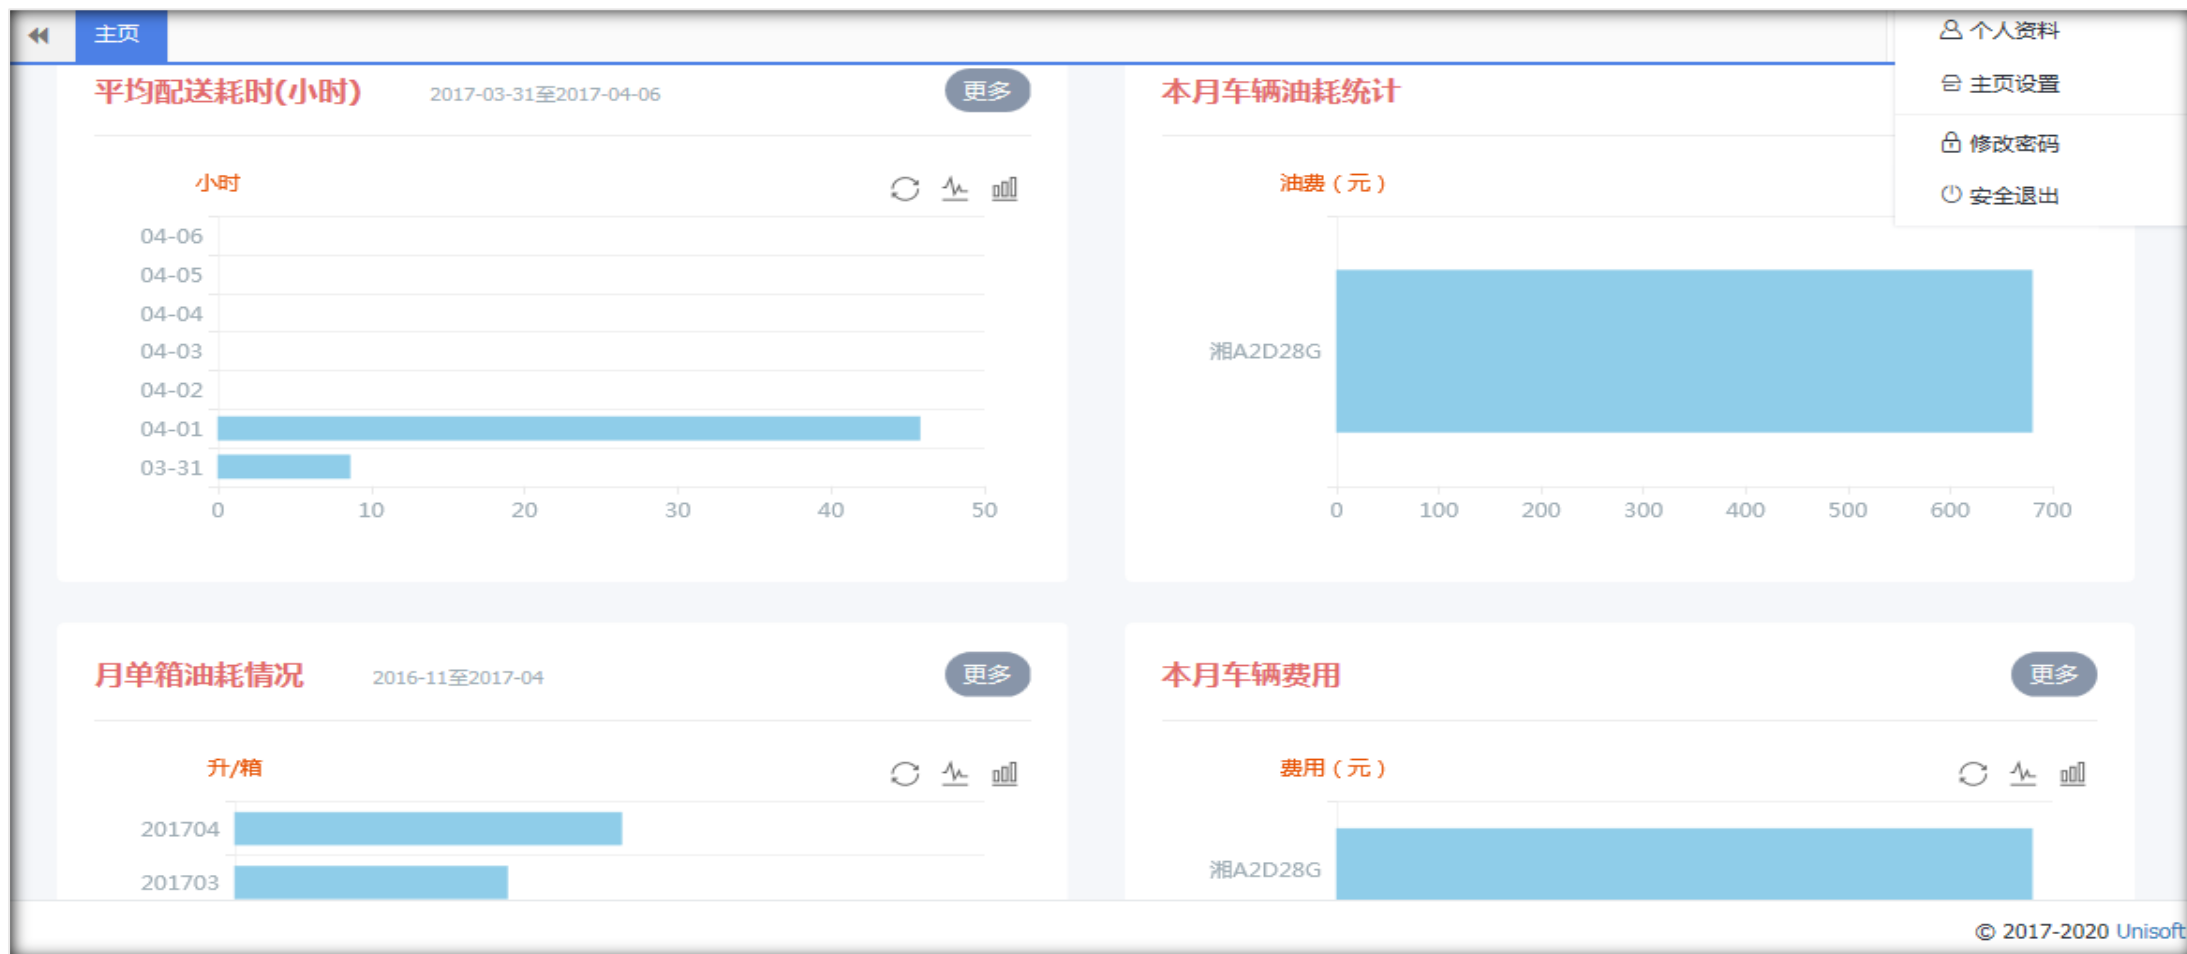 主页
个人资料
主页设置
修改密码
安全退出
平均配送耗时(小时) 2017-03-31至2017-04-06 更多
小时
04-06
04-05
04-04
04-03
04-02
04-01
03-31
0 10 20 30 40 50
本月车辆油耗统计
油费（元）
湘A2D28G
0 100 200 300 400 500 600 700
月单箱油耗情况 2016-11至2017-04 更多
升/箱
201704
201703
本月车辆费用 更多
费用（元）
湘A2D28G
© 2017-2020 Unisoft